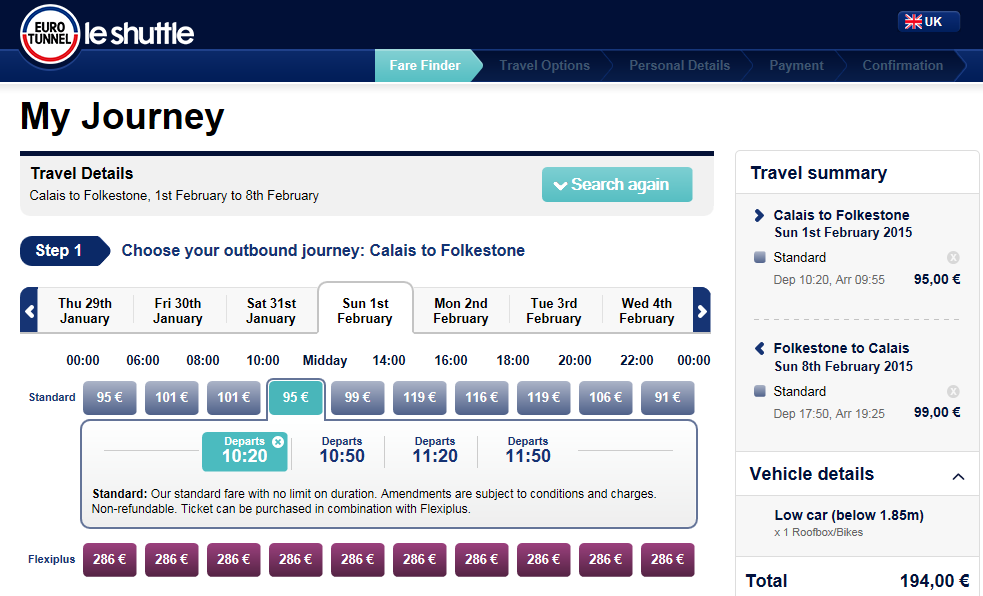 EURO
TUNNEL
le shuttle
UK
Fare Finder
Travel Options
Personal Details
Payment
Confirmation
My Journey
Travel Details
Calais to Folkestone, 1st February to 8th February
Search again
Step 1
Choose your outbound journey: Calais to Folkestone
Thu 29th January
Fri 30th January
Sat 31st January
Sun 1st February
Mon 2nd February
Tue 3rd February
Wed 4th February
00:00 06:00 08:00 10:00 Midday 14:00 16:00 18:00 20:00 22:00 00:00
Standard 95 € 101 € 101 € 95 € 99 € 119 € 116 € 119 € 106 € 91 €
Departs 10:20
Departs 10:50
Departs 11:20
Departs 11:50
Standard: Our standard fare with no limit on duration. Amendments are subject to conditions and charges.
Non-refundable. Ticket can be purchased in combination with Flexiplus.
Flexiplus 286 € 286 € 286 € 286 € 286 € 286 € 286 € 286 € 286 € 286 €
Travel summary
Calais to Folkestone
Sun 1st February 2015
Standard
Dep 10:20, Arr 09:55 95,00 €
Folkestone to Calais
Sun 8th February 2015
Standard
Dep 17:50, Arr 19:25 99,00 €
Vehicle details
Low car (below 1.85m)
x 1 Roofbox/Bikes
Total 194,00 €